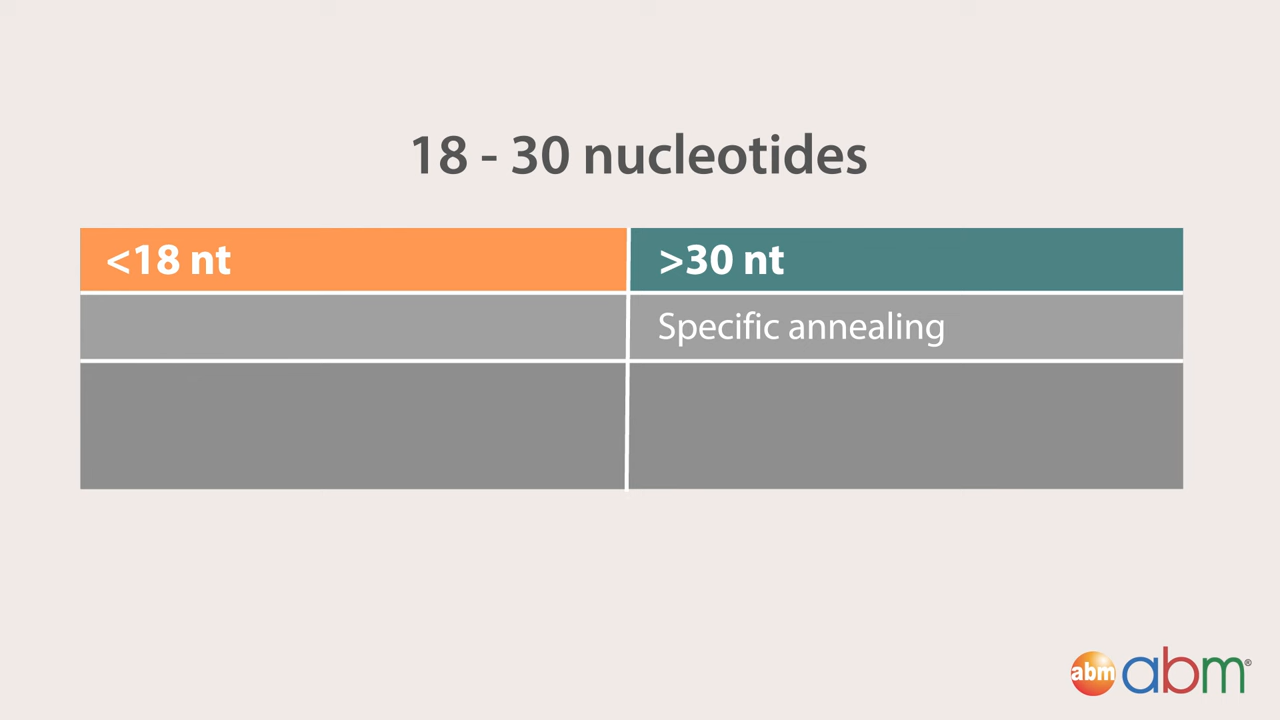 18 - 30 nucleotides
<18 nt
>30 nt
Specific annealing
abm abm®